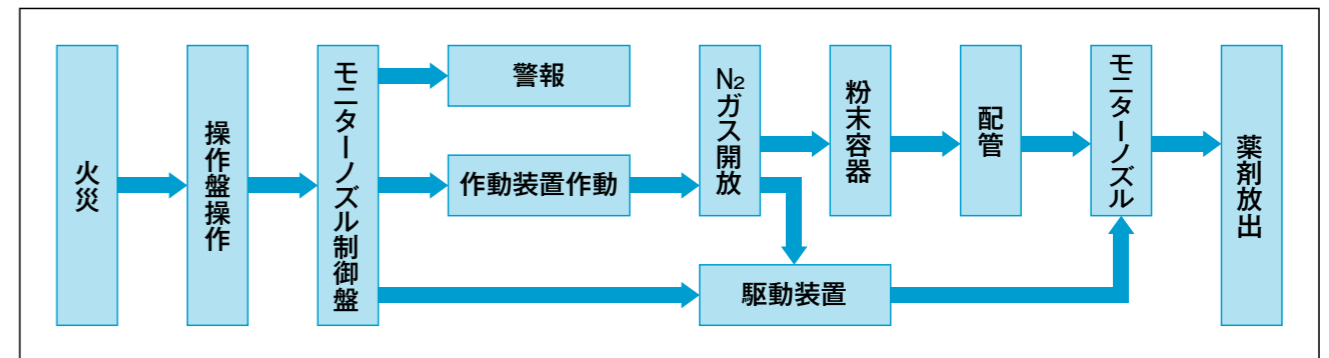 火災
操作盤操作
モニターノズル制御盤
警報
作動装置作動
N2ガス開放
粉末容器
配管
駆動装置
モニターノズル
薬剤放出